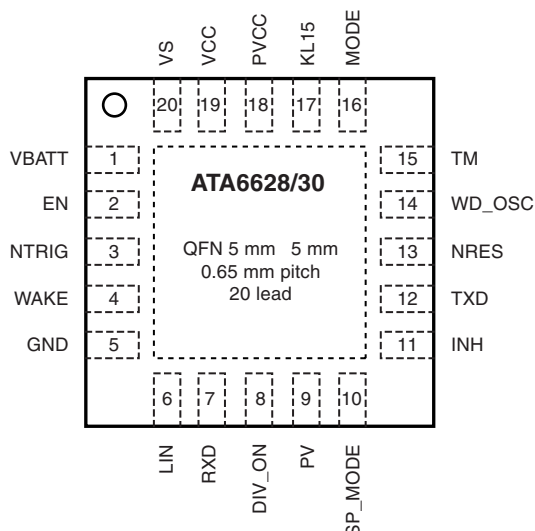 VS
VCC
PVCC
KL15
MODE
20
19
18
17
16
VBATT
1
EN
2
NTRIG
3
WAKE
4
GND
5
ATA6628/30
QFN 5 mm 5 mm
0.65 mm pitch
20 lead
15
TM
14
WD_OSC
13
NRES
12
TXD
11
INH
6
7
8
9
10
LIN
RXD
DIV_ON
PV
SP_MODE